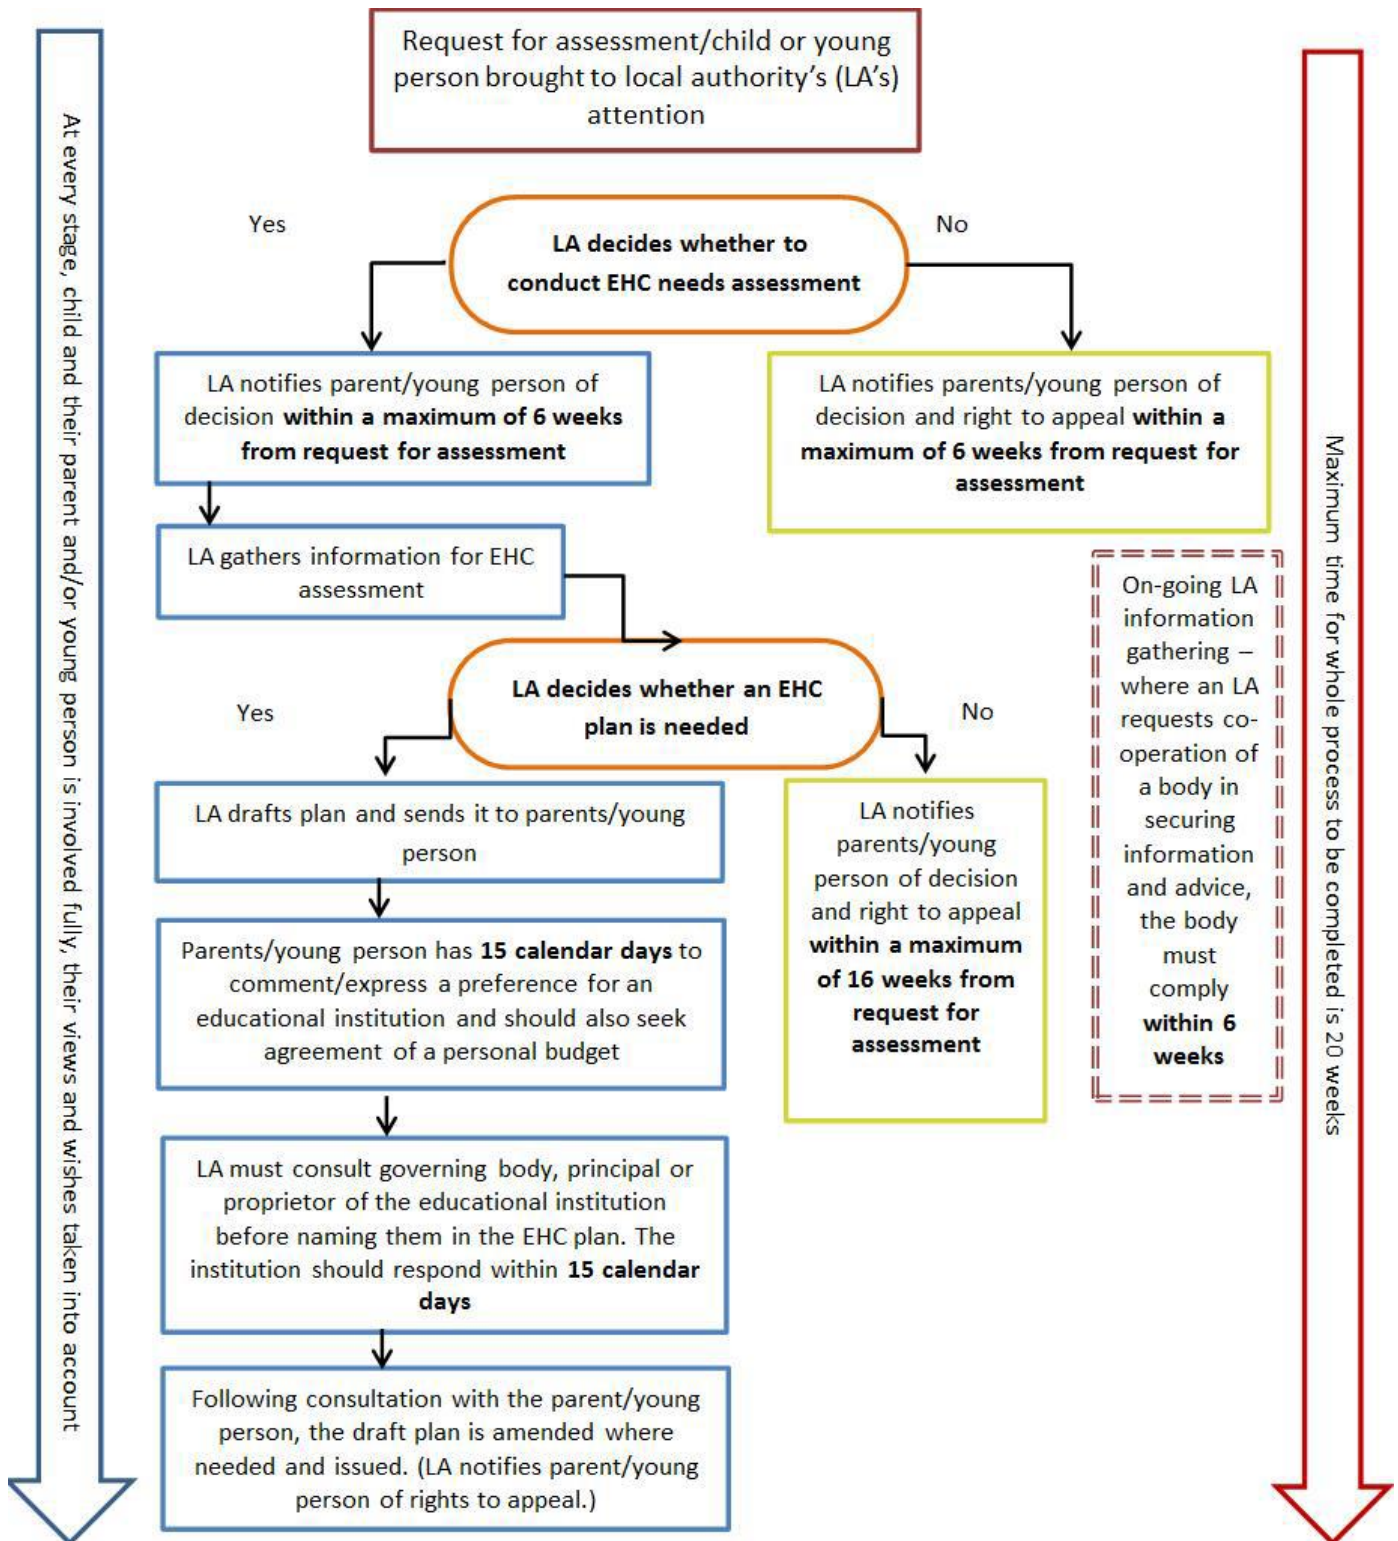 Request for assessment/child or young
person brought to local authority's (LA's)
attention
Yes
No
LA decides whether to
conduct EHC needs assessment
LA notifies parent/young person of
decision within a maximum of 6 weeks
from request for assessment
LA notifies parents/young person of
decision and right to appeal within a
maximum of 6 weeks from request for
assessment
LA gathers information for EHC
assessment
LA decides whether an EHC
plan is needed
Yes
No
LA drafts plan and sends it to parents/young
person
LA notifies
parents/young
person of decision
and right to appeal
within a maximum
of 16 weeks from
request for
assessment
On-going LA
information
gathering –
where an LA
requests co-
operation of
a body in
securing
information
and advice,
the body
must
comply
within 6
weeks
Parents/young person has 15 calendar days to
comment/express a preference for an
educational institution and should also seek
agreement of a personal budget
LA must consult governing body, principal or
proprietor of the educational institution
before naming them in the EHC plan. The
institution should respond within 15 calendar
days
Following consultation with the parent/young
person, the draft plan is amended where
needed and issued. (LA notifies parent/young
person of rights to appeal.)
At every stage, child and their parent and/or young person is involved fully, their views and wishes taken into account
Maximum time for whole process to be completed is 20 weeks